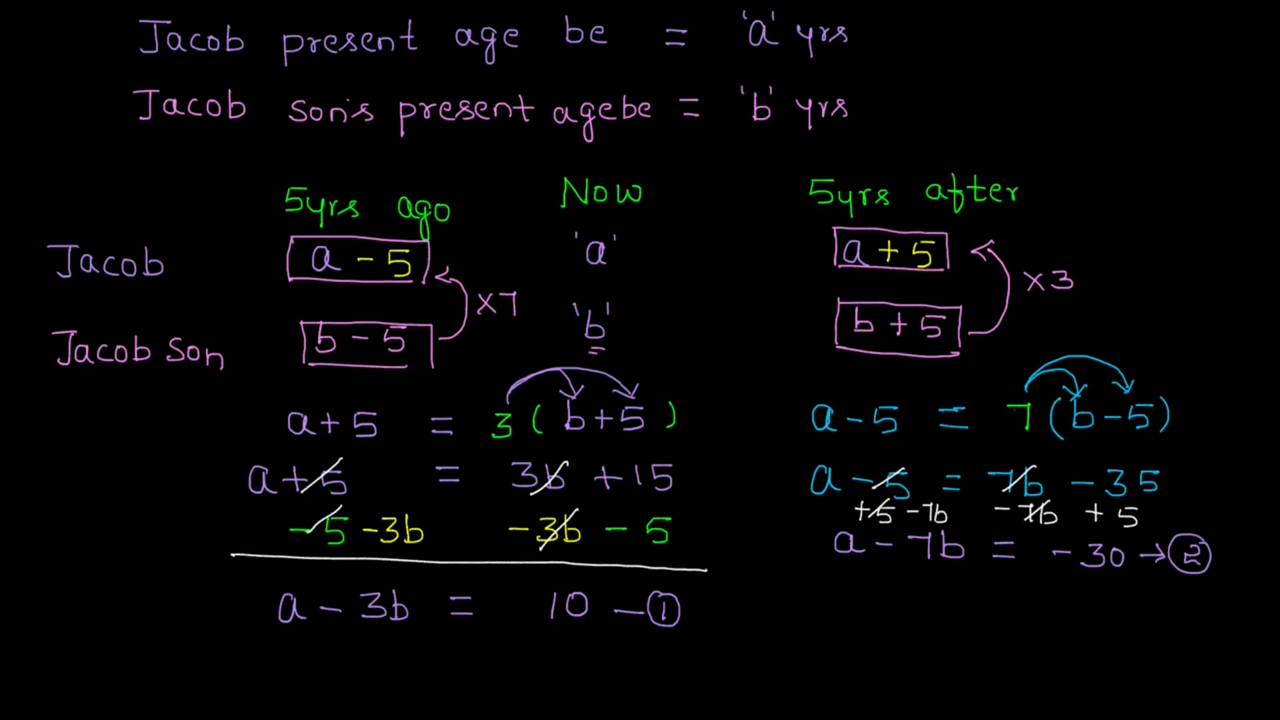 Jacob present age be = 'a' yrs
Jacob son's present age be = 'b' yrs
5yrs ago Now 5yrs after
Jacob a - 5 'a' a + 5
×7 ×3
Jacob Son b - 5 'b' b + 5
a + 5 = 3 ( b + 5 ) a - 5 = 7 ( b - 5 )
a + 5 = 3b + 15 a - 5 = 7b - 35
- 5 - 3b - 3b - 5 + 5 - 7b - 7b + 5
a - 7b = - 30 → ②
a - 3b = 10 - ①